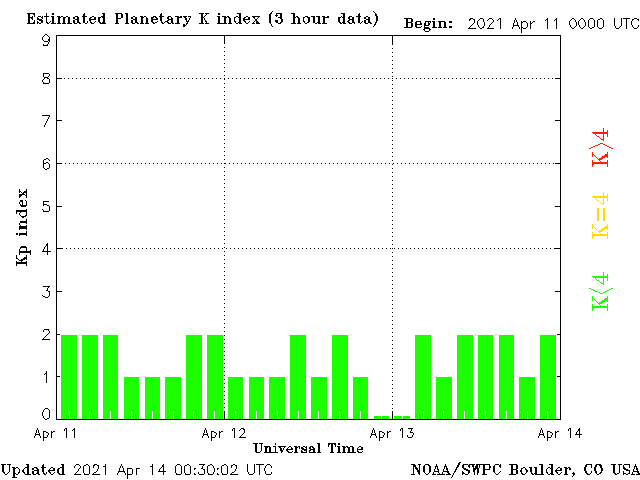 Estimated Planetary K index (3 hour data)
Begin: 2021 Apr 11 0000 UTC
9
8
7
6
5
4
3
2
1
0
Kp index
K>4
K=4
K<4
Apr 11
Apr 12
Apr 13
Apr 14
Universal Time
Updated 2021 Apr 14 00:30:02 UTC
NOAA/SWPC Boulder, CO USA